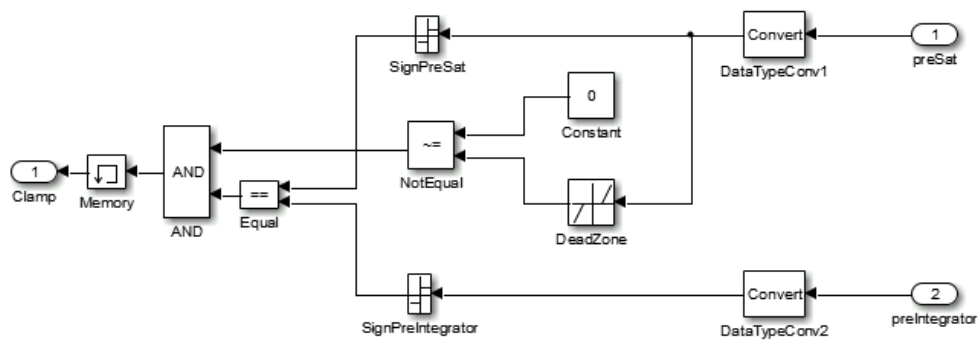 1
preSat
Convert
DataTypeConv1
SignPreSat
0
Constant
~=
NotEqual
AND
AND
==
Equal
1
Clamp
Memory
DeadZone
SignPreIntegrator
Convert
DataTypeConv2
2
preIntegrator